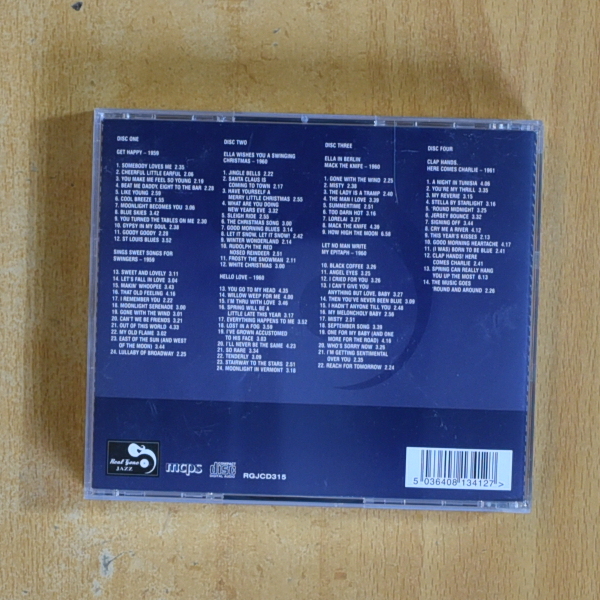 DISC ONE
GET HAPPY – 1959
1. SOMEBODY LOVES ME 2.35
2. CHEERFUL LITTLE EARFUL 2.06
3. YOU MAKE ME FEEL SO YOUNG 2.19
4. BEAT ME DADDY, EIGHT TO THE BAR 2.28
5. LIKE YOUNG 2.59
6. COOL BREEZE 1.55
7. MOONLIGHT BECOMES YOU 3.06
8. BLUE SKIES 3.42
9. YOU TURNED THE TABLES ON ME 2.30
10. GYPSY IN MY SOUL 2.38
11. GOODY GOODY 2.29
12. ST LOUIS BLUES 3.52
SINGS SWEET SONGS FOR
SWINGERS – 1959
13. SWEET AND LOVELY 3.11
14. LET'S FALL IN LOVE 3.04
15. MAKIN' WHOOPEE 3.43
16. THAT OLD FEELING 4.16
17. I REMEMBER YOU 2.22
18. MOONLIGHT SERENADE 3.00
19. GONE WITH THE WIND 3.01
20. CAN'T WE BE FRIENDS 3.21
21. OUT OF THIS WORLD 4.33
22. MY OLD FLAME 3.02
23. EAST OF THE SUN (AND WEST
OF THE MOON) 3.44
24. LULLABY OF BROADWAY 2.25
DISC TWO
ELLA WISHES YOU A SWINGING
CHRISTMAS – 1960
1. JINGLE BELLS 2.22
2. SANTA CLAUS IS
COMING TO TOWN 2.17
3. HAVE YOURSELF A
MERRY LITTLE CHRISTMAS 2.55
4. WHAT ARE YOU DOING
NEW YEARS EVE 3.32
5. SLEIGH RIDE 2.55
6. THE CHRISTMAS SONG 3.00
7. GOOD MORNING BLUES 3.14
8. LET IT SNOW, LET IT SNOW! 2.42
9. WINTER WONDERLAND 2.14
10. RUDOLPH THE RED
NOSED REINDEER 2.51
11. FROSTY THE SNOWMAN 2.11
12. WHITE CHRISTMAS 3.00
HELLO LOVE – 1960
13. YOU GO TO MY HEAD 4.35
14. WILLOW WEEP FOR ME 4.00
15. I'M THRU WITH LOVE 3.46
16. SPRING WILL BE A
LITTLE LATE THIS YEAR 3.17
17. EVERYTHING HAPPENS TO ME 3.52
18. LOST IN A FOG 3.59
19. I'VE GROWN ACCUSTOMED
TO HIS FACE 3.03
20. I'LL NEVER BE THE SAME 4.23
21. SO RARE 3.34
22. TENDERLY 3.09
23. STAIRWAY TO THE STARS 2.51
24. MOONLIGHT IN VERMONT 3.18
DISC THREE
ELLA IN BERLIN
MACK THE KNIFE – 1960
1. GONE WITH THE WIND 2.25
2. MISTY 2.38
3. THE LADY IS A TRAMP 2.40
4. THE MAN I LOVE 3.39
5. SUMMERTIME 2.51
6. TOO DARN HOT 3.16
7. LORELAI 3.27
8. MACK THE KNIFE 4.38
9. HOW HIGH THE MOON 6.58
LET NO MAN WRITE
MY EPITAPH – 1960
10. BLACK COFFEE 3.26
11. ANGEL EYES 3.25
12. I CRIED FOR YOU 3.25
13. I CAN'T GIVE YOU
ANYTHING BUT LOVE, BABY 3.27
14. THEN YOU'VE NEVER BEEN BLUE 3.09
15. I HADN'T ANYONE TILL YOU 2.48
16. MY MELONCHOLY BABY 2.56
17. MISTY 2.51
18. SEPTEMBER SONG 3.39
19. ONE FOR MY BABY (AND ONE
MORE FOR THE ROAD) 4.18
20. WHO'S SORRY NOW 3.25
21. I'M GETTING SENTIMENTAL
OVER YOU 2.35
22. REACH FOR TOMORROW 2.24
DISC FOUR
CLAP HANDS,
HERE COMES CHARLIE – 1961
1. A NIGHT IN TUNISIA 4.06
2. YOU'RE MY THRILL 3.35
3. MY REVERIE 3.15
4. STELLA BY STARLIGHT 3.16
5. 'ROUND MIDNIGHT 3.25
6. JERSEY BOUNCE 3.32
7. SIGNING OFF 3.44
8. CRY ME A RIVER 4.12
9. THIS YEAR'S KISSES 2.13
10. GOOD MORNING HEARTACHE 4.17
11. (I WAS) BORN TO BE BLUE 2.41
12. CLAP HANDS! HERE
COMES CHARLIE 2.41
13. SPRING CAN REALLY HANG
YOU UP THE MOST 6.13
14. THE MUSIC GOES
'ROUND AND AROUND 2.26
Real Gone
JAZZ
mcps
COMPACT
disc
DIGITAL AUDIO
RGJCD315
5 036408 134127 >